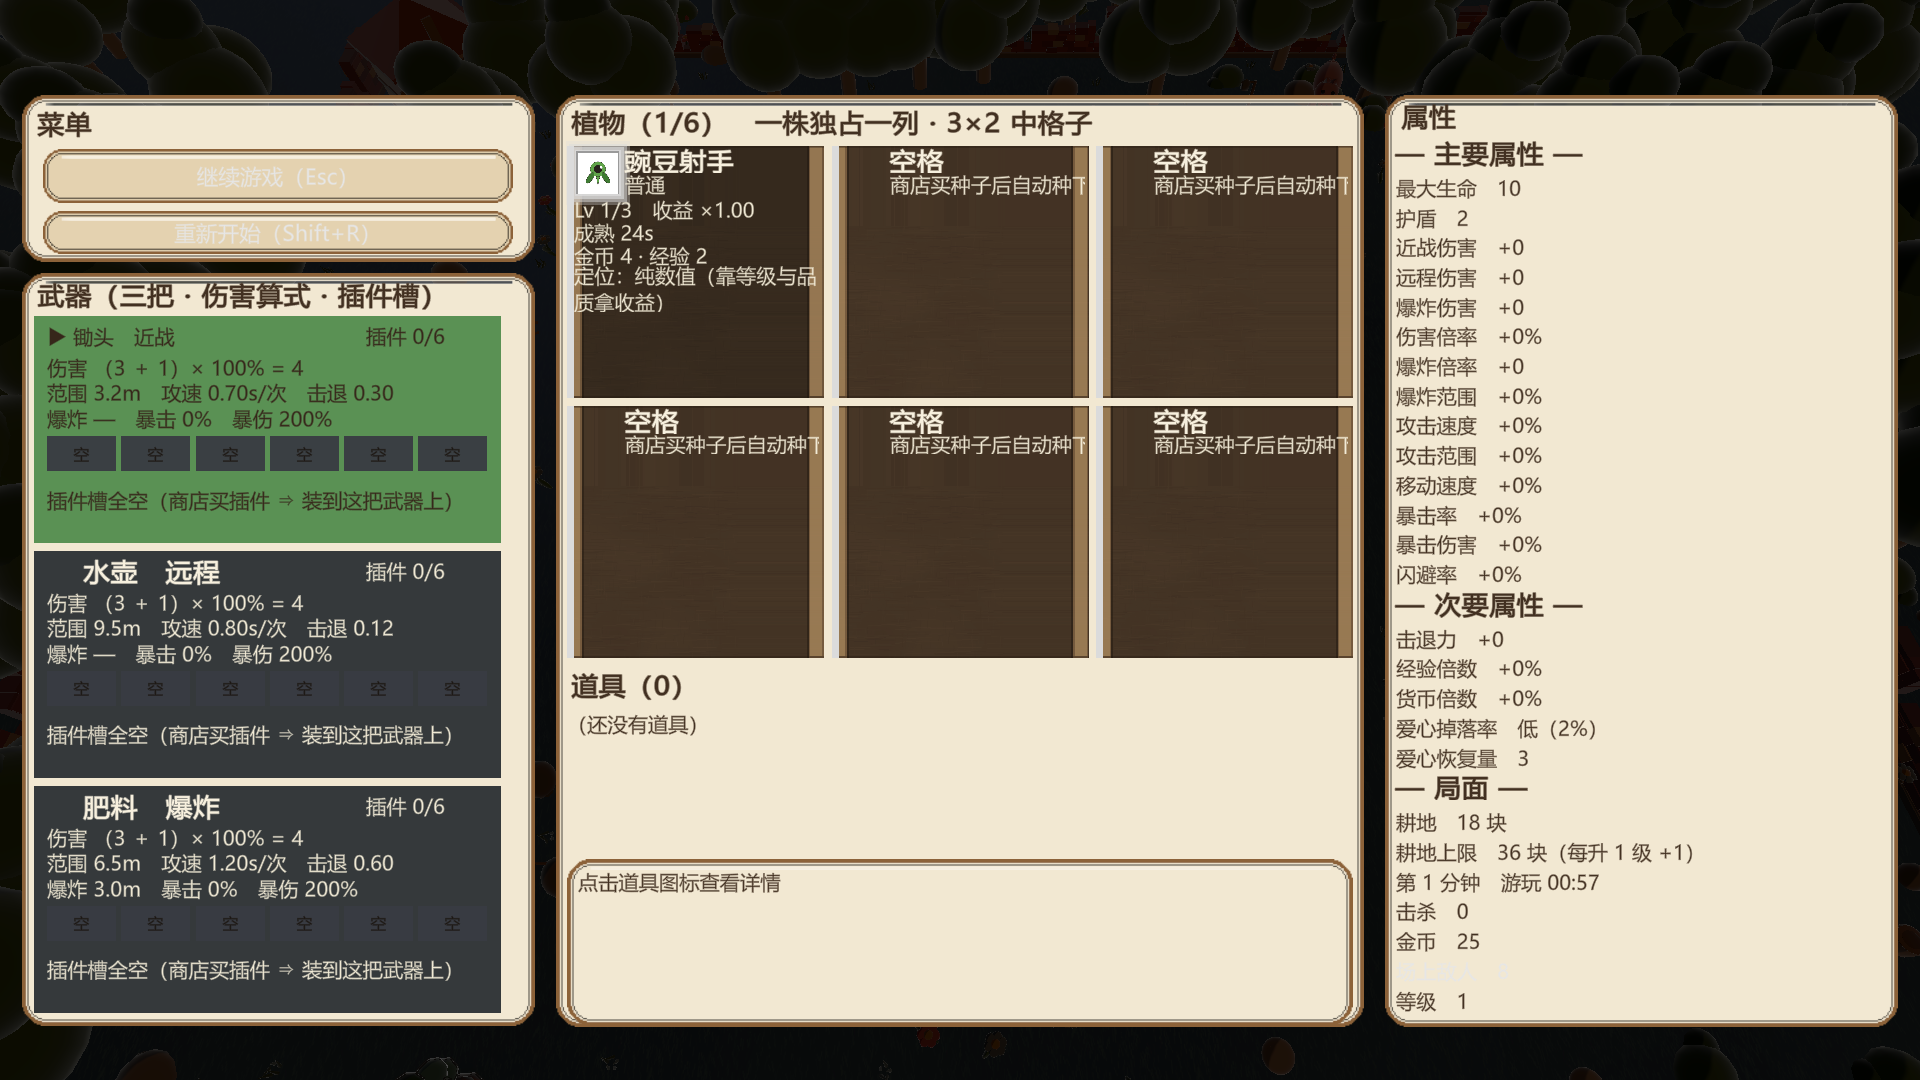 菜单
继续游戏（Esc）
重新开始（Shift+R）
武器（三把 · 伤害算式 · 插件槽）
▶ 锄头 近战 插件 0/6
伤害 （3 + 1）× 100% = 4
范围 3.2m 攻速 0.70s/次 击退 0.30
爆炸 — 暴击 0% 暴伤 200%
空 空 空 空 空 空
插件槽全空（商店买插件 ⇒ 装到这把武器上）
水壶 远程 插件 0/6
伤害 （3 + 1）× 100% = 4
范围 9.5m 攻速 0.80s/次 击退 0.12
爆炸 — 暴击 0% 暴伤 200%
空 空 空 空 空 空
插件槽全空（商店买插件 ⇒ 装到这把武器上）
肥料 爆炸 插件 0/6
伤害 （3 + 1）× 100% = 4
范围 6.5m 攻速 1.20s/次 击退 0.60
爆炸 3.0m 暴击 0% 暴伤 200%
空 空 空 空 空 空
插件槽全空（商店买插件 ⇒ 装到这把武器上）
植物（1/6） 一株独占一列 · 3×2 中格子
豌豆射手
普通
Lv 1/3 收益 ×1.00
成熟 24s
金币 4 · 经验 2
定位：纯数值（靠等级与品
质拿收益）
空格
商店买种子后自动种下
空格
商店买种子后自动种下
空格
商店买种子后自动种下
空格
商店买种子后自动种下
空格
商店买种子后自动种下
道具（0）
（还没有道具）
点击道具图标查看详情
属性
— 主要属性 —
最大生命 10
护盾 2
近战伤害 +0
远程伤害 +0
爆炸伤害 +0
伤害倍率 +0%
爆炸倍率 +0
爆炸范围 +0%
攻击速度 +0%
攻击范围 +0%
移动速度 +0%
暴击率 +0%
暴击伤害 +0%
闪避率 +0%
— 次要属性 —
击退力 +0
经验倍数 +0%
货币倍数 +0%
爱心掉落率 低（2%）
爱心恢复量 3
— 局面 —
耕地 18 块
耕地上限 36 块（每升 1 级 +1）
第 1 分钟 游玩 00:57
击杀 0
金币 25
等级 1